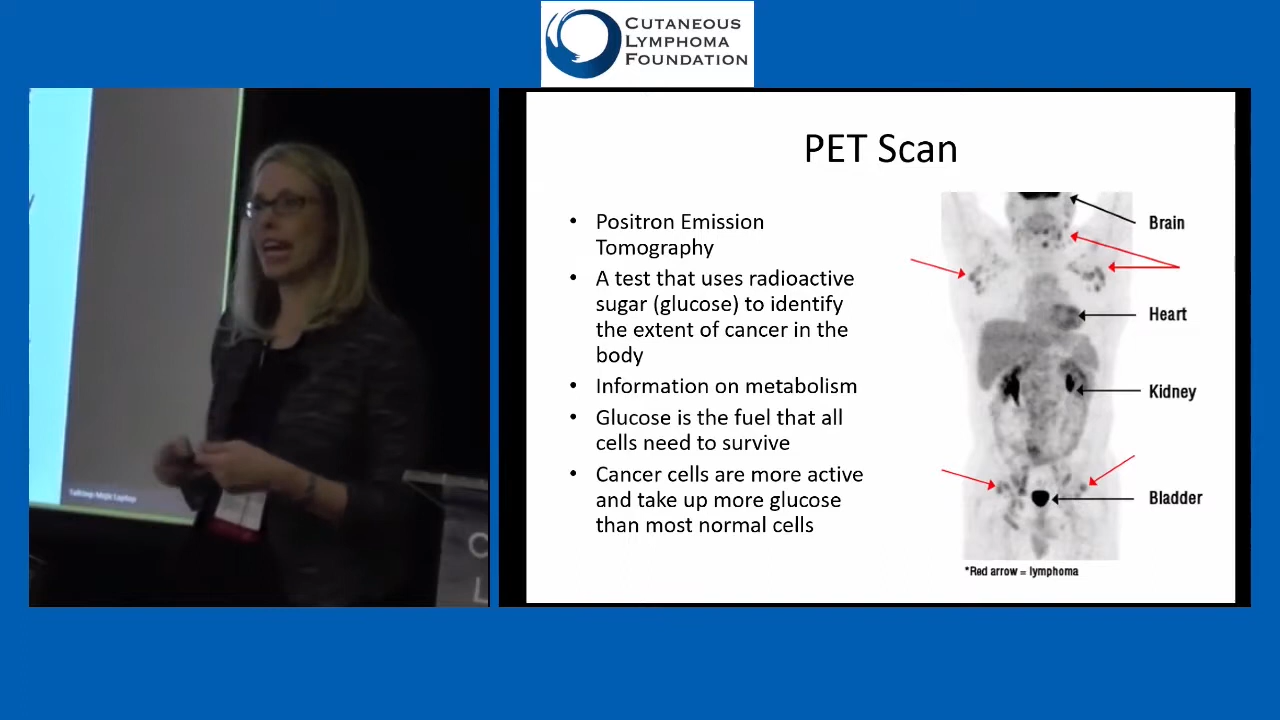 CUTANEOUS
LYMPHOMA
FOUNDATION
PET Scan
• Positron Emission
Tomography
• A test that uses radioactive
sugar (glucose) to identify
the extent of cancer in the
body
• Information on metabolism
• Glucose is the fuel that all
cells need to survive
• Cancer cells are more active
and take up more glucose
than most normal cells
Brain
Heart
Kidney
Bladder
*Red arrow = lymphoma
C
L